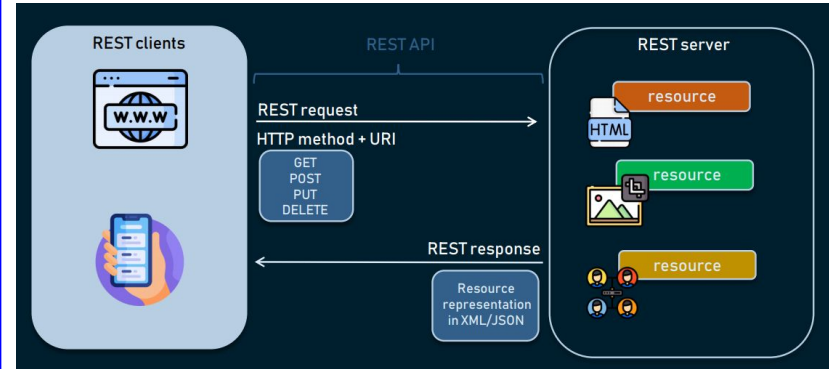 REST clients
REST API
REST server
W.W.W
REST request
HTTP method + URI
GET
POST
PUT
DELETE
REST response
Resource
representation
in XML/JSON
resource
HTML
resource
resource